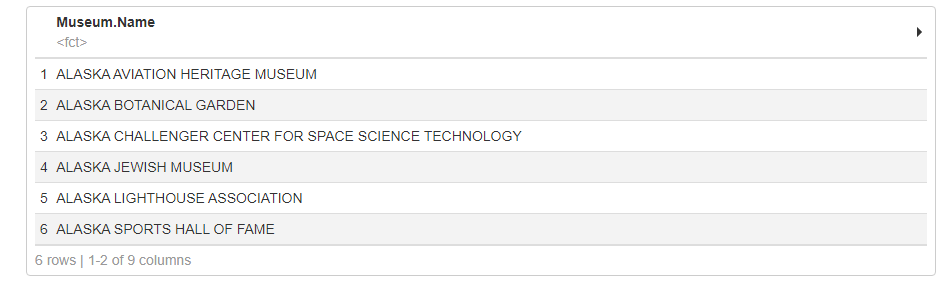 Museum.Name
<fct>
1 ALASKA AVIATION HERITAGE MUSEUM
2 ALASKA BOTANICAL GARDEN
3 ALASKA CHALLENGER CENTER FOR SPACE SCIENCE TECHNOLOGY
4 ALASKA JEWISH MUSEUM
5 ALASKA LIGHTHOUSE ASSOCIATION
6 ALASKA SPORTS HALL OF FAME
6 rows | 1-2 of 9 columns